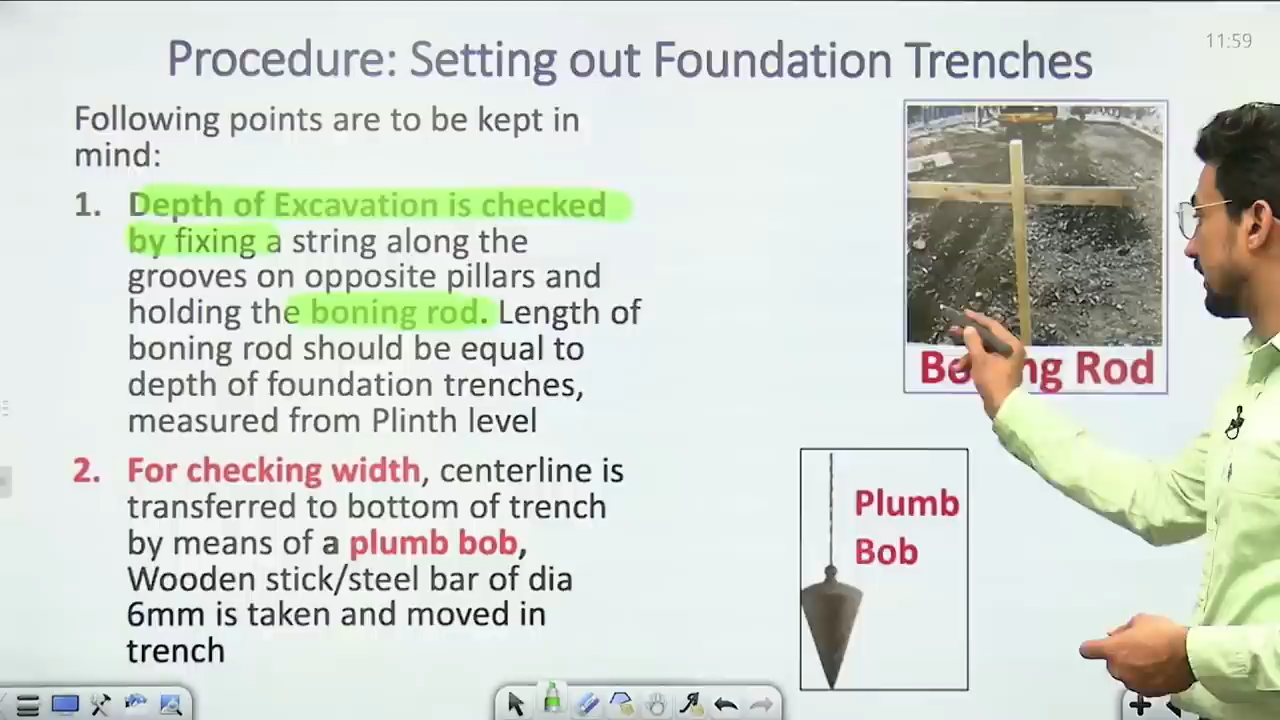 Procedure: Setting out Foundation Trenches
11:59
Following points are to be kept in
mind:
1. Depth of Excavation is checked
by fixing a string along the
grooves on opposite pillars and
holding the boning rod. Length of
boning rod should be equal to
depth of foundation trenches,
measured from Plinth level
2. For checking width, centerline is
transferred to bottom of trench
by means of a plumb bob,
Wooden stick/steel bar of dia
6mm is taken and moved in
trench
Rod
Plumb
Bob